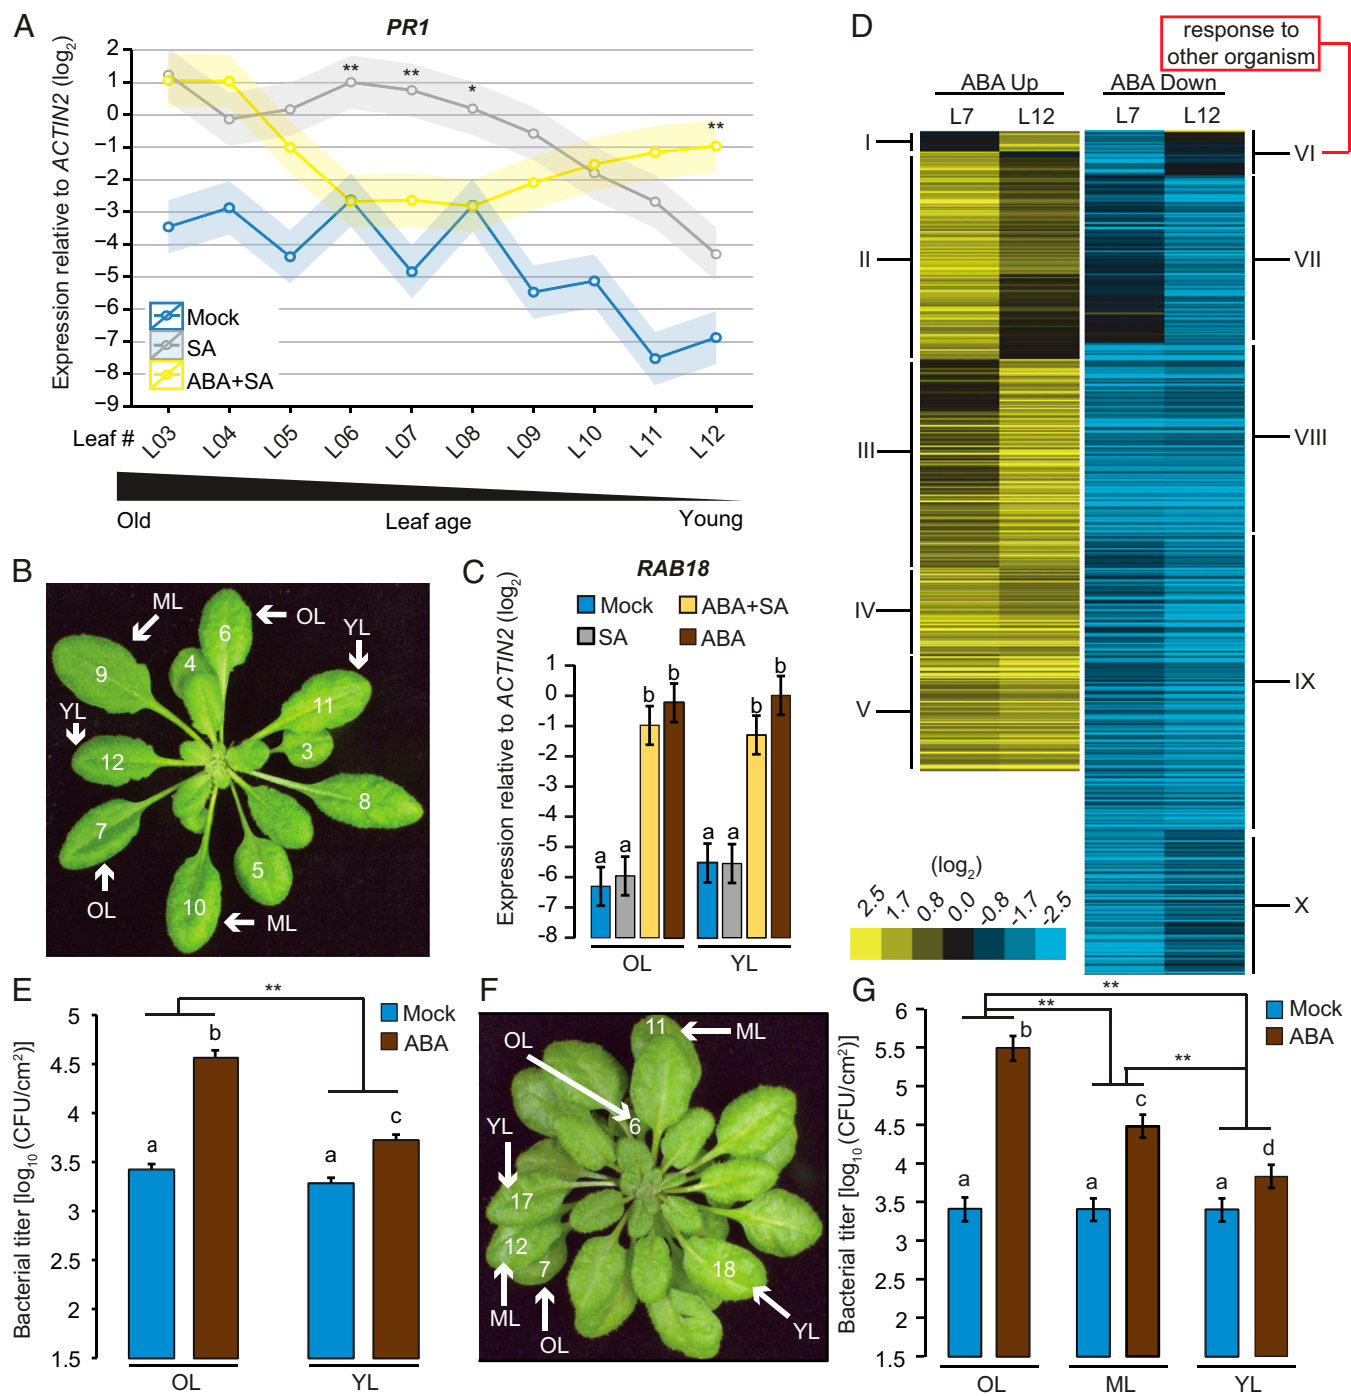 A
PR1
Expression relative to ACTIN2 (log2)
2
1
0
−1
−2
−3
−4
−5
−6
−7
−8
−9
** ** * **
Mock
SA
ABA+SA
Leaf #
L03 L04 L05 L06 L07 L08 L09 L10 L11 L12
Old Leaf age Young
B
ML
OL
YL
6
9
4
11
YL
3
12
8
7
5
10
OL
ML
C
RAB18
Mock
ABA+SA
SA
ABA
Expression relative to ACTIN2 (log2)
1
0
-1
-2
-3
-4
-5
-6
-7
-8
a a b b a a b b
OL YL
D
response to
other organism
ABA Up ABA Down
L7 L12 L7 L12
I
II
III
IV
V
VI
VII
VIII
IX
X
(log2)
2.5 1.7 0.8 0.0 -0.8 -1.7 -2.5
E
**
Mock
ABA
Bacterial titer [log10 (CFU/cm2)]
5
4.5
4
3.5
3
2.5
2
1.5
a b a c
OL YL
F
11
ML
OL
6
YL
17
12
7
18
ML
OL
YL
G
**
**
**
Mock
ABA
Bacterial titer [log10 (CFU/cm2)]
6
5.5
5
4.5
4
3.5
3
2.5
2
1.5
a b a c a d
OL ML YL